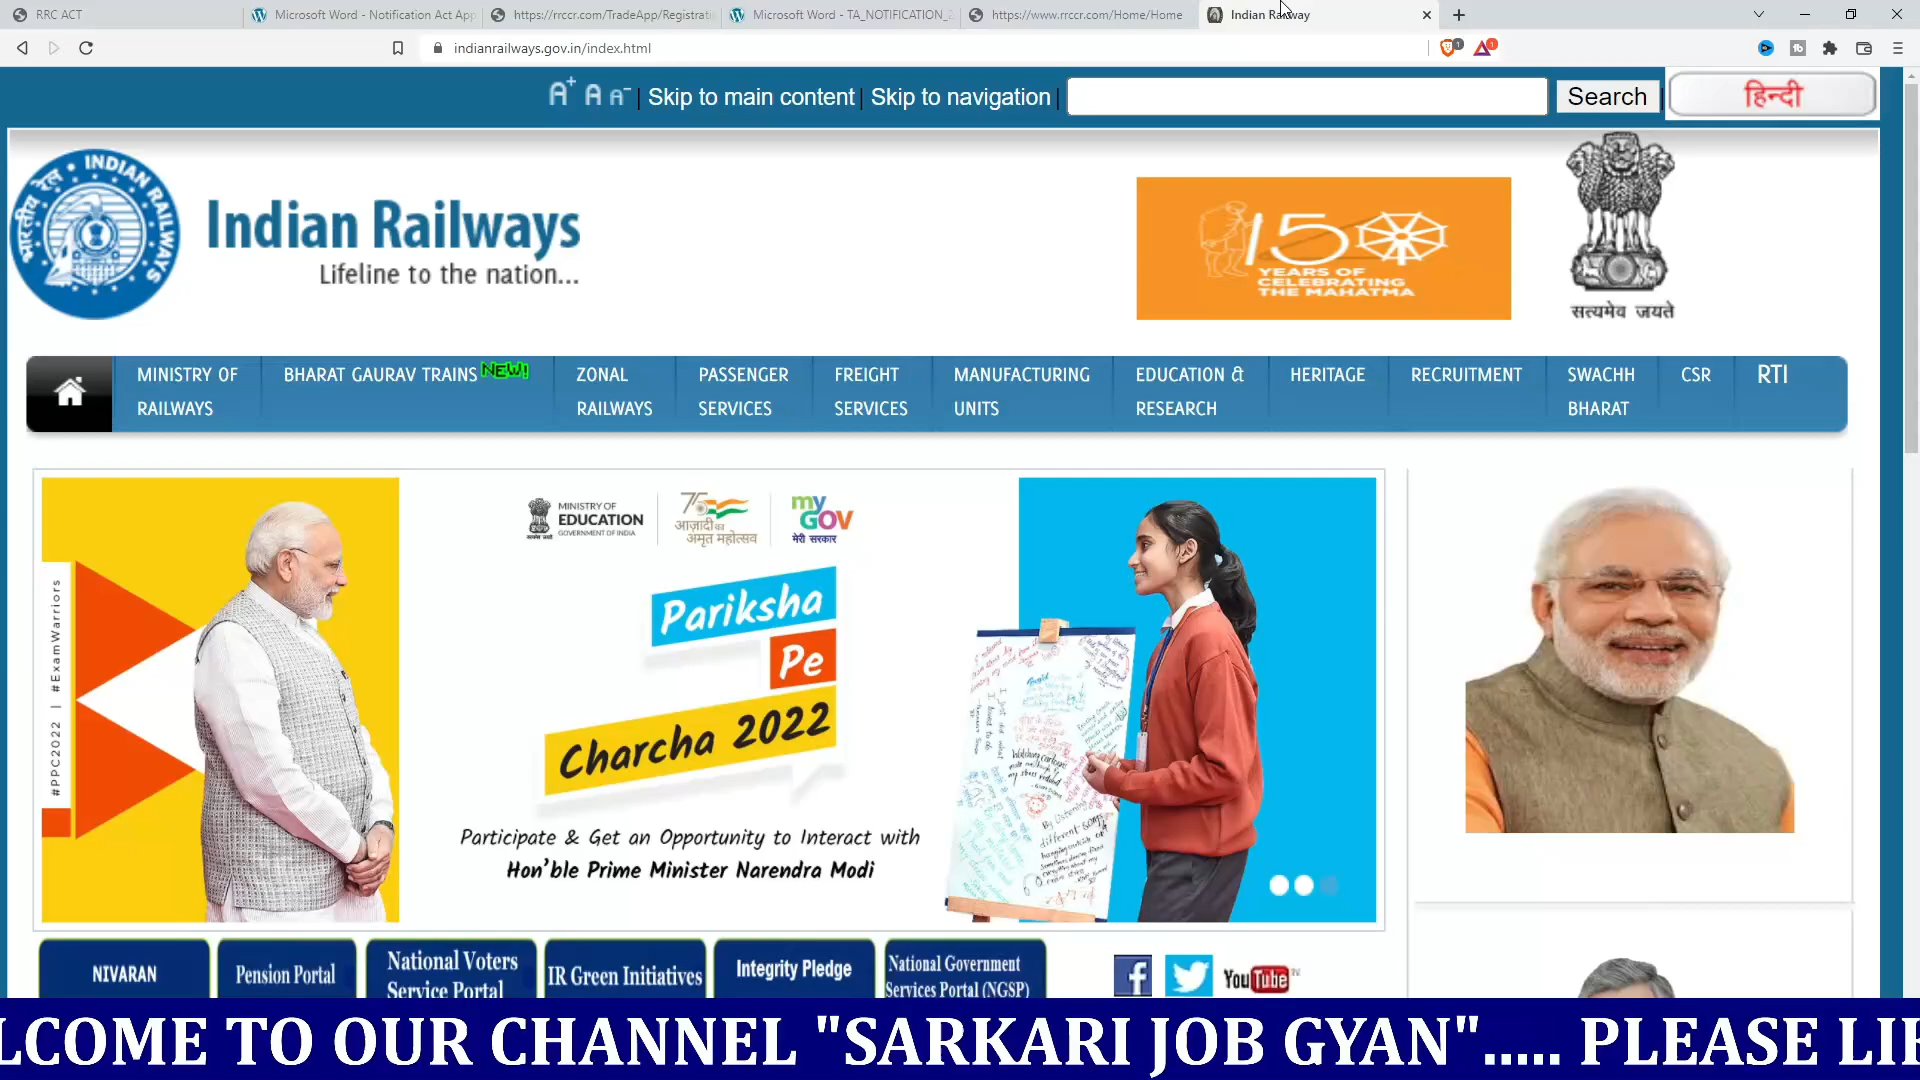 RRC ACT
Microsoft Word - Notification Act App
https://rrccr.com/TradeApp/Registrati
Microsoft Word - TA_NOTIFICATION_2
https://www.rrccr.com/Home/Home
Indian Railway
indianrailways.gov.in/index.html
A+ A A- | Skip to main content | Skip to navigation |
Search
हिन्दी
INDIAN RAILWAYS
भारतीय रेल
Indian Railways
Lifeline to the nation...
150
YEARS OF
CELEBRATING
THE MAHATMA
सत्यमेव जयते
MINISTRY OF
RAILWAYS
BHARAT GAURAV TRAINS NEW!
ZONAL
RAILWAYS
PASSENGER
SERVICES
FREIGHT
SERVICES
MANUFACTURING
UNITS
EDUCATION &
RESEARCH
HERITAGE
RECRUITMENT
SWACHH
BHARAT
CSR
RTI
#PPC2022 | #ExamWarriors
MINISTRY OF
EDUCATION
GOVERNMENT OF INDIA
75
आज़ादी का
अमृत महोत्सव
my
GOV
मेरी सरकार
Pariksha
Pe
Charcha 2022
Participate & Get an Opportunity to Interact with
Hon'ble Prime Minister Narendra Modi
NIVARAN
Pension Portal
National Voters
Service Portal
IR Green Initiatives
Integrity Pledge
National Government
Services Portal (NGSP)
YouTube
LCOME TO OUR CHANNEL "SARKARI JOB GYAN"..... PLEASE LI